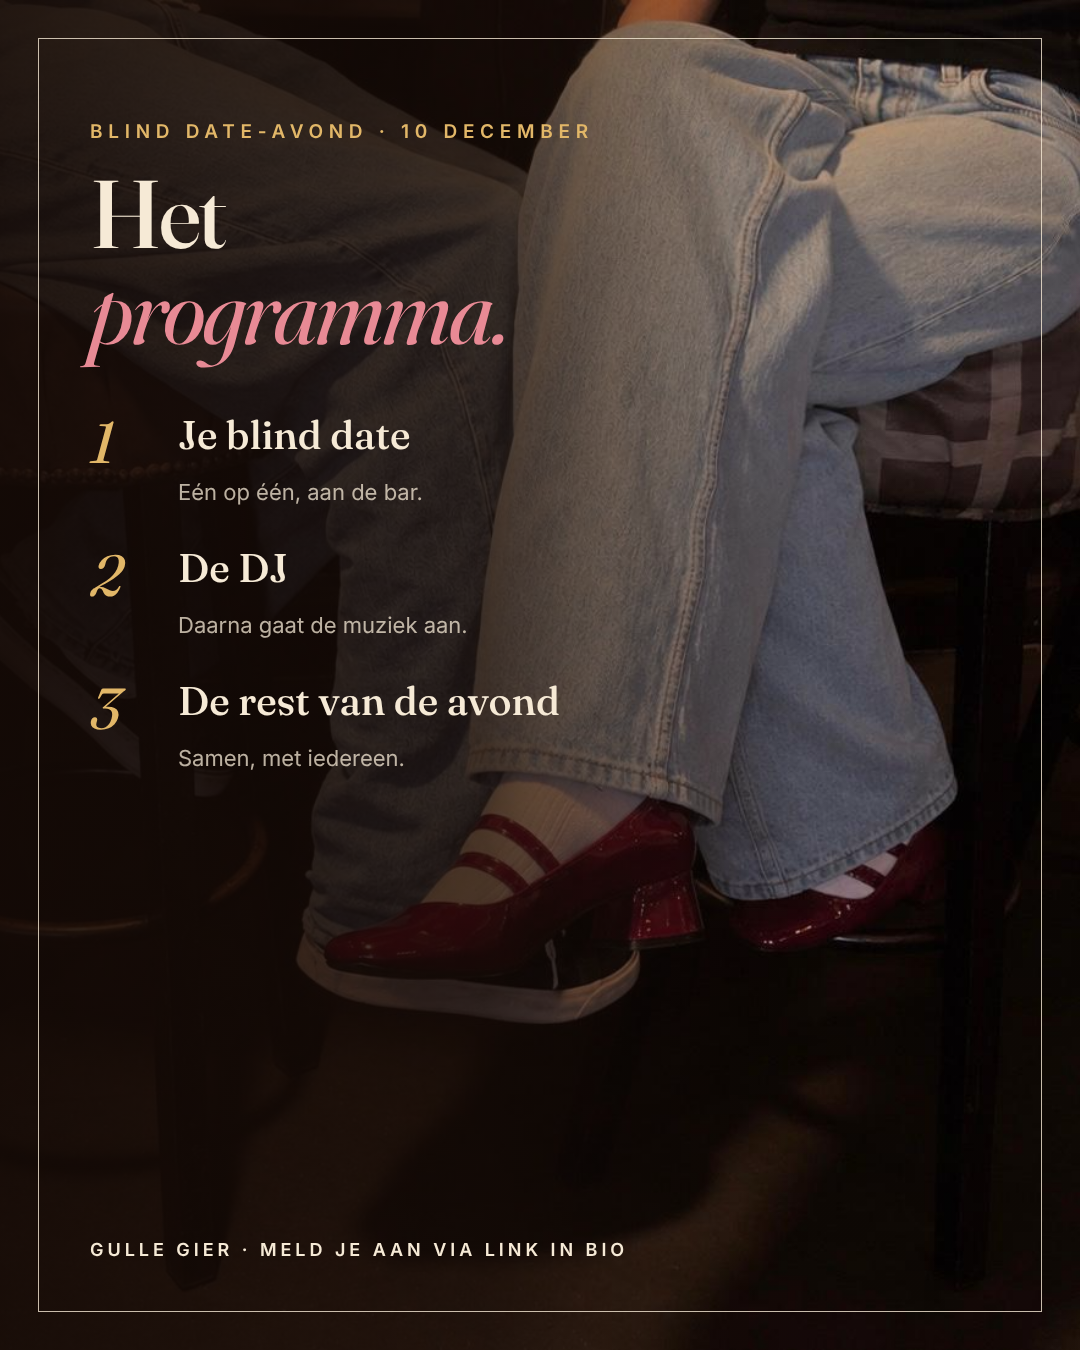 BLIND DATE-AVOND · 10 DECEMBER
Het
programma.
1 Je blind date
Eén op één, aan de bar.
2 De DJ
Daarna gaat de muziek aan.
3 De rest van de avond
Samen, met iedereen.
GULLE GIER · MELD JE AAN VIA LINK IN BIO